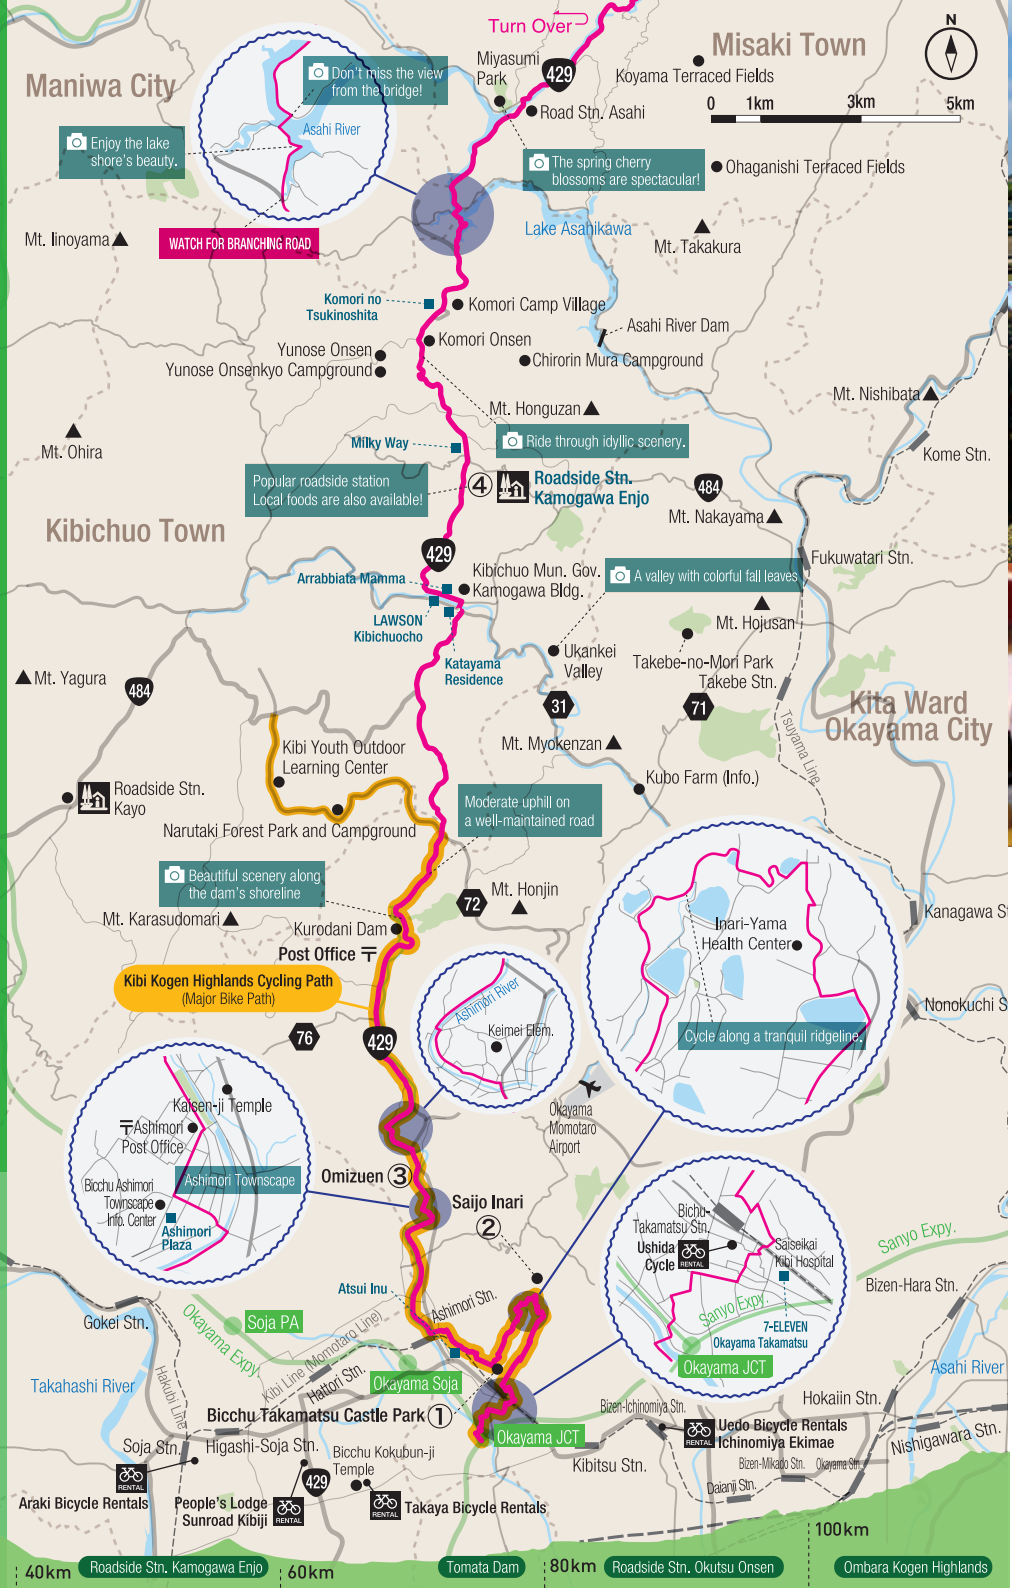 Turn Over
N
Misaki Town
Miyasumi
Park
429
Koyama Terraced Fields
Maniwa City
Don't miss the view
from the bridge!
0 1km 3km 5km
Road Stn. Asahi
Asahi River
Enjoy the lake
shore's beauty.
The spring cherry
blossoms are spectacular!
Ohaganishi Terraced Fields
Lake Asahikawa
Mt. Iinoyama
WATCH FOR BRANCHING ROAD
Mt. Takakura
Komori no
Tsukinoshita
Komori Camp Village
Asahi River Dam
Komori Onsen
Yunose Onsen
Yunose Onsenkyo Campground
Chirorin Mura Campground
Mt. Nishibata
Mt. Honguzan
Mt. Ohira
Milky Way
Ride through idyllic scenery.
Kome Stn.
Popular roadside station
Local foods are also available!
④
Roadside Stn.
Kamogawa Enjo
484
Mt. Nakayama
Kibichuo Town
429
Fukuwatari Stn.
Arrabbiata Mamma
Kibichuo Mun. Gov.
Kamogawa Bldg.
A valley with colorful fall leaves
LAWSON
Kibichuocho
Mt. Hojusan
Katayama
Residence
Ukankei
Valley
Takebe-no-Mori Park
Takebe Stn.
Mt. Yagura
484
31
71
Kita Ward
Okayama City
Tsuyama Line
Mt. Myokenzan
Kibi Youth Outdoor
Learning Center
Kubo Farm (Info.)
Roadside Stn.
Kayo
Narutaki Forest Park and Campground
Moderate uphill on
a well-maintained road
Beautiful scenery along
the dam's shoreline
72
Mt. Honjin
Mt. Karasudomari
Kurodani Dam
Post Office 〒
Inari-Yama
Health Center
Kanagawa S
Kibi Kogen Highlands Cycling Path
(Major Bike Path)
Ashimori River
Keimei Elem.
Nonokuchi S
Cycle along a tranquil ridgeline.
76
429
Okayama
Momotaro
Airport
Kaisen-ji Temple
〒Ashimori
Post Office
Bicchu Ashimori
Townscape
Info. Center
Ashimori Townscape
Ashimori
Plaza
Omizuen ③
Saijo Inari
②
Bichu-
Takamatsu Stn.
Ushida
Cycle
RENTAL
Saiseikai
Kibi Hospital
Sanyo Expy.
Sanyo Expy.
7-ELEVEN
Okayama Takamatsu
Okayama JCT
Bizen-Hara Stn.
Atsui Inu
Ashimori Stn.
Gokei Stn.
Soja PA
Okayama Expy.
Kibi Line (Momotaro Line)
Hattori Stn.
Okayama Soja
Takahashi River
Hakubi Line
Asahi River
Bicchu Takamatsu Castle Park ①
Okayama JCT
Bizen-Ichinomiya Stn.
Hokaiin Stn.
RENTAL
Uedo Bicycle Rentals
Ichinomiya Ekimae
Nishigawara Stn.
Soja Stn.
Higashi-Soja Stn.
Bicchu Kokubun-ji
Temple
Kibitsu Stn.
Bizen-Mikado Stn.
Okayama Stn.
Daianji Stn.
RENTAL
Araki Bicycle Rentals
429
People's Lodge
Sunroad Kibiji
RENTAL
RENTAL
Takaya Bicycle Rentals
100km
40km
Roadside Stn. Kamogawa Enjo
60km
Tomata Dam
80km
Roadside Stn. Okutsu Onsen
Ombara Kogen Highlands